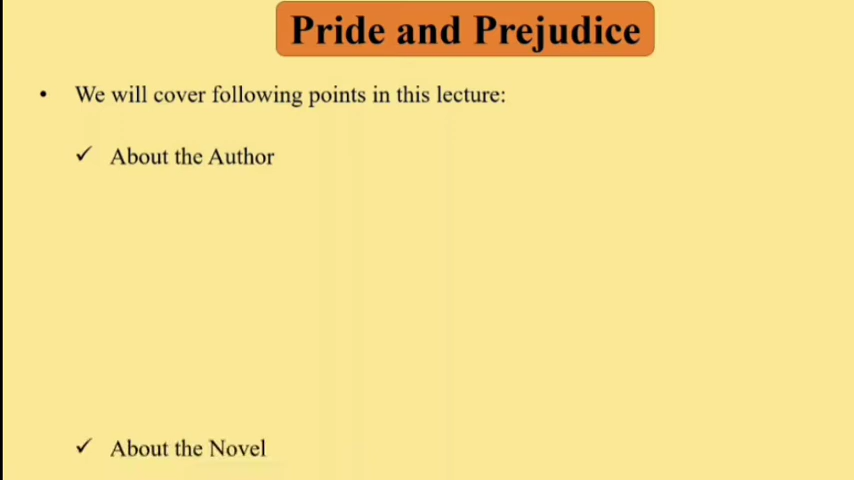 Pride and Prejudice
• We will cover following points in this lecture:
✓ About the Author
✓ About the Novel